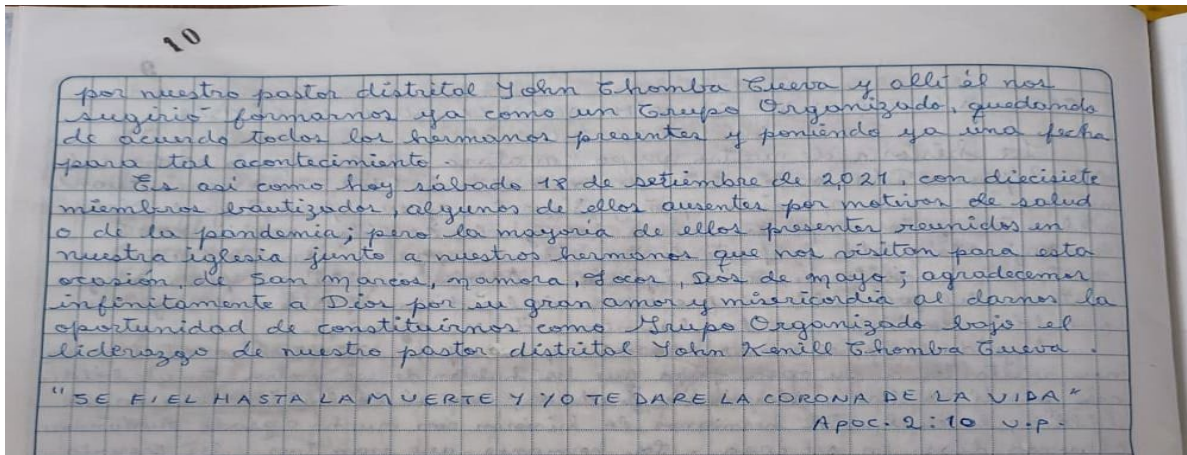 10
por nuestro pastor distrital John Chomba Cueva y allí él nos
sugirió formarnos ya como un Grupo Organizado, quedando
de acuerdo todos los hermanos presentes y poniendo ya una fecha
para tal acontecimiento.
Es así como hoy sábado 18 de setiembre de 2,021, con diecisiete
miembros bautizados, algunos de ellos ausentes por motivos de salud
o de la pandemia; pero la mayoría de ellos presentes reunidos en
nuestra iglesia junto a nuestros hermanos que nos visitan para esta
ocasión, de San Marcos, mamora, Jocos, Dos de mayo; agradecemos
infinitamente a Dios por su gran amor y misericordia al darnos la
oportunidad de constituirnos como Grupo Organizado bajo el
liderazgo de nuestro pastor distrital John Kenill Chomba Cueva.
"SE FIEL HASTA LA MUERTE Y YO TE DARE LA CORONA DE LA VIDA"
APOC. 2:10 U.P.